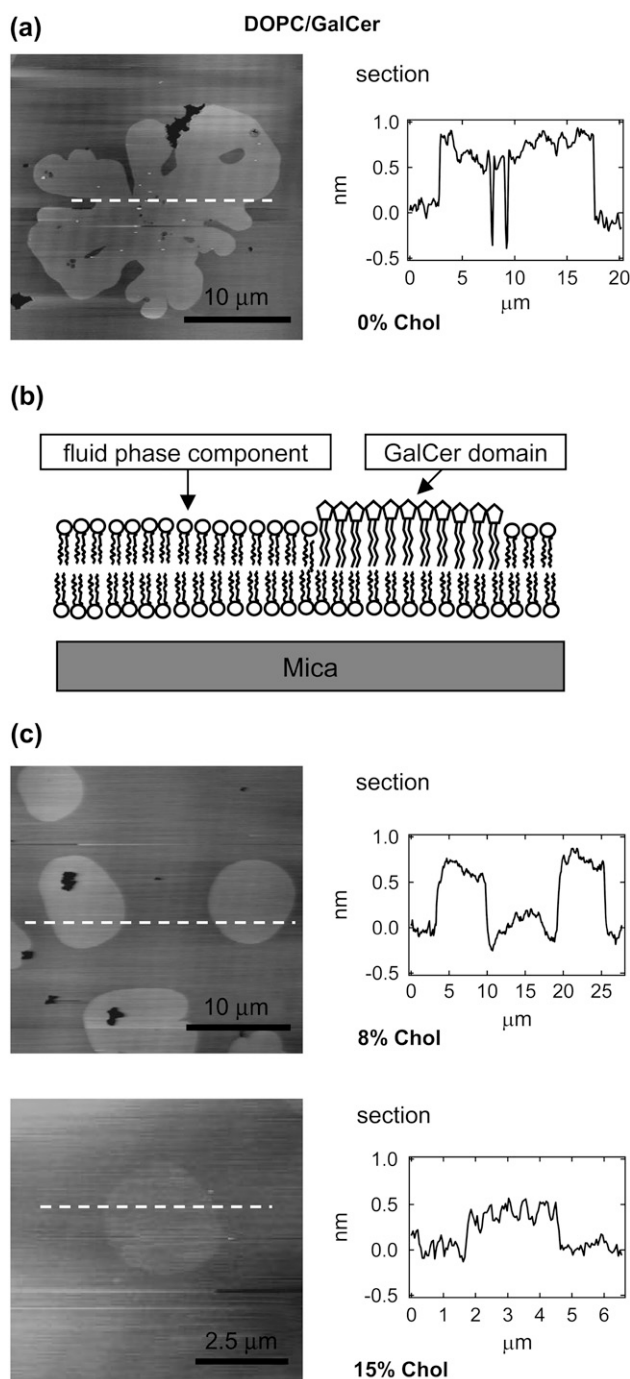 (a)
DOPC/GalCer
section
10 μm
1.0
0.5
0.0
-0.5
nm
0 5 10 15 20
μm
0% Chol
(b)
fluid phase component
GalCer domain
Mica
(c)
section
10 μm
1.0
0.5
0.0
-0.5
nm
0 5 10 15 20 25
μm
8% Chol
section
2.5 μm
1.0
0.5
0.0
-0.5
nm
0 1 2 3 4 5 6
μm
15% Chol